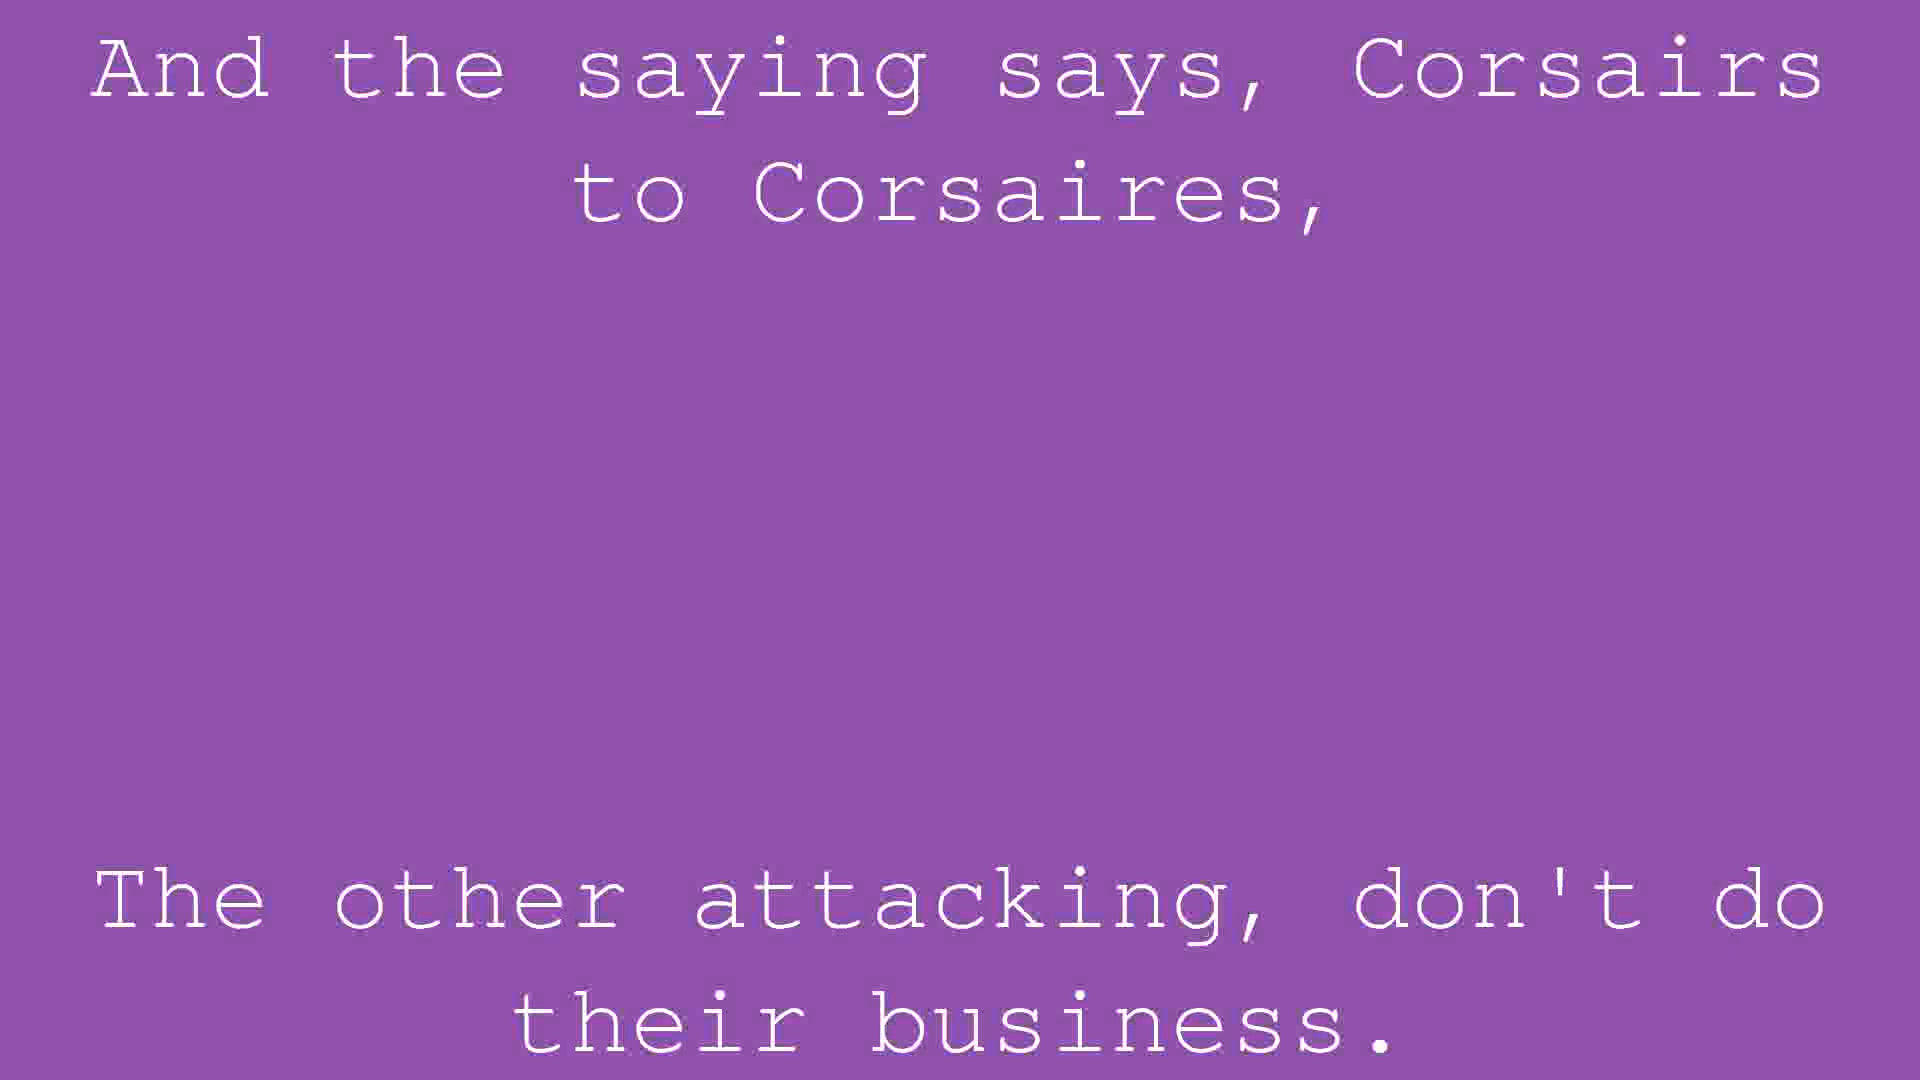 And the saying says, Corsairs
to Corsaires,
The other attacking, don't do
their business.